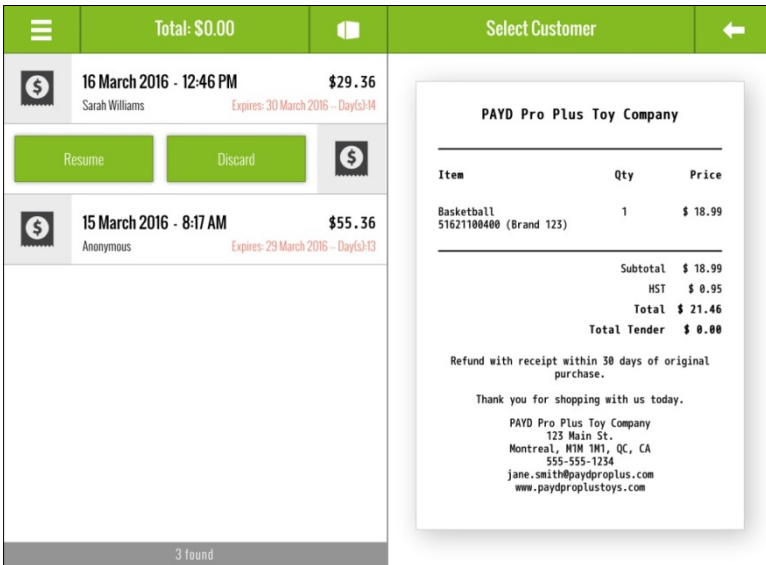 Total: $0.00
Select Customer
16 March 2016 - 12:46 PM $29.36
Sarah Williams Expires: 30 March 2016 -- Day(s):14
Resume Discard
15 March 2016 - 8:17 AM $55.36
Anonymous Expires: 29 March 2016 -- Day(s):13
3 found
PAYD Pro Plus Toy Company
Item Qty Price
Basketball 1 $ 18.99
51621100400 (Brand 123)
Subtotal $ 18.99
HST $ 0.95
Total $ 21.46
Total Tender $ 0.00
Refund with receipt within 30 days of original
purchase.
Thank you for shopping with us today.
PAYD Pro Plus Toy Company
123 Main St.
Montreal, M1M 1M1, QC, CA
555-555-1234
jane.smith@paydproplus.com
www.paydproplustoys.com